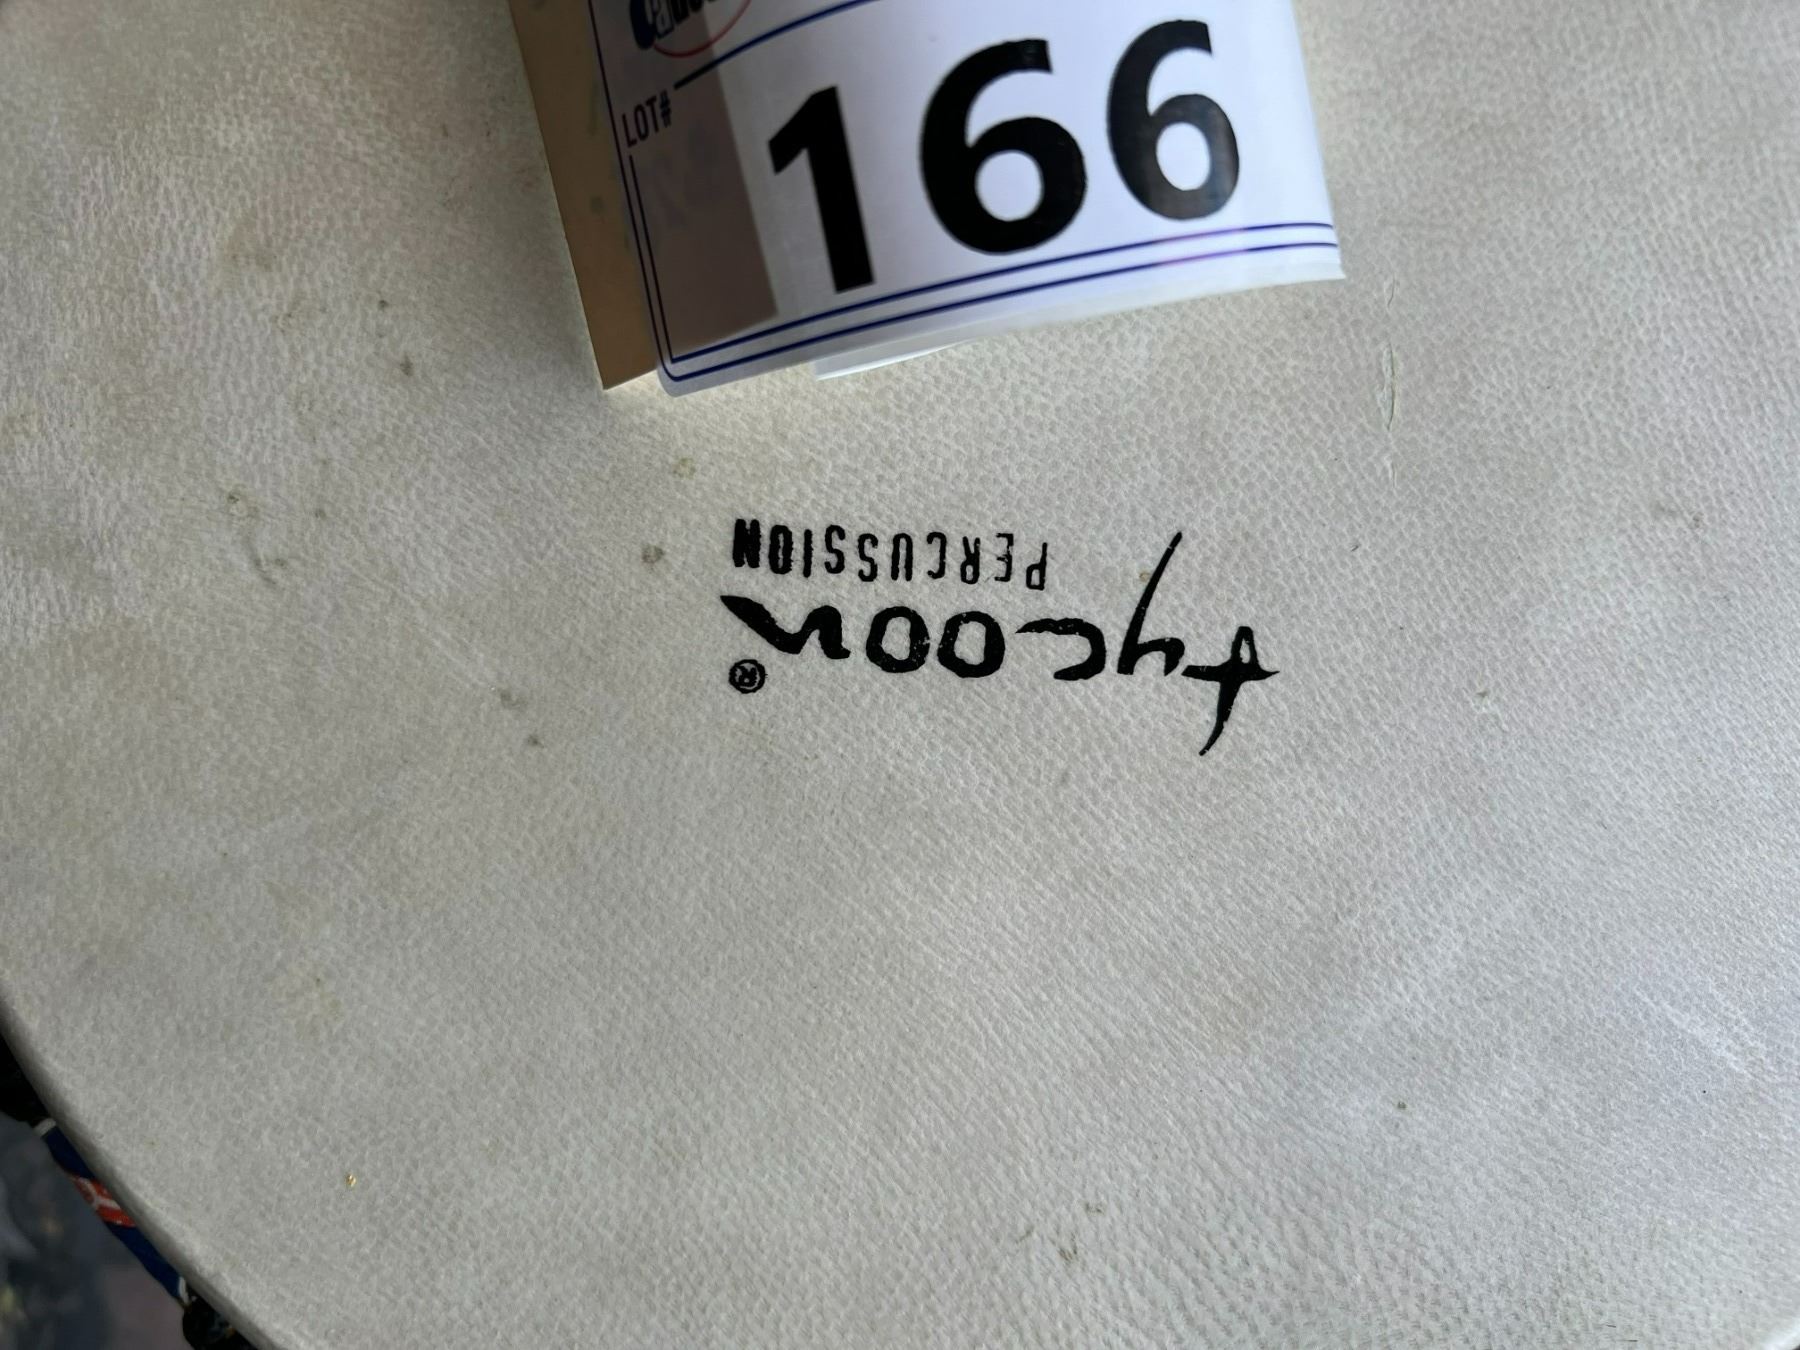 LOT#
166
tycoon®
PERCUSSION